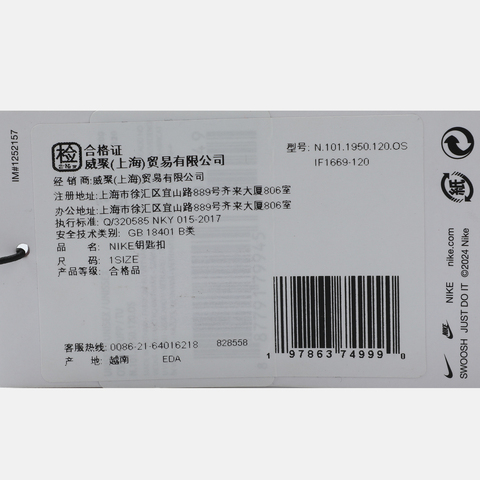 IM#1252157
检
合格证
合格证
威聚(上海)贸易有限公司
经 销 商:威聚(上海)贸易有限公司
注册地址:上海市徐汇区宜山路889号齐来大厦806室
办公地址:上海市徐汇区宜山路889号齐来大厦806室
执行标准: Q/320585 NKY 015-2017
安全技术类别: GB 18401 B类
品 名: NIKE钥匙扣
尺 码: 1SIZE
产品等级: 合格品
客服热线: 0086-21-64016218 828558
产 地: 越南 EDA
型号: N.101.1950.120.OS
IF1669-120
1 97863 74999 0
紙
NIKE nike.com
SWOOSH JUST DO IT ©2024 Nike
NIKE